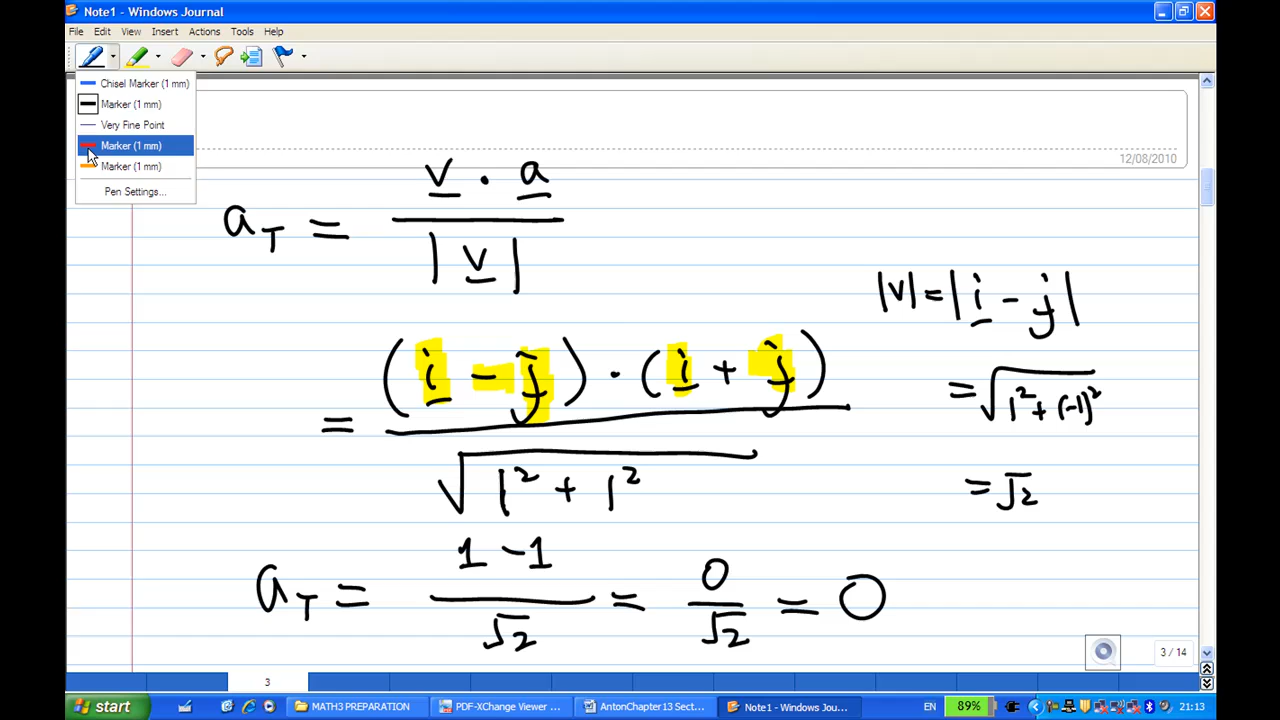 Note1 - Windows Journal
File Edit View Insert Actions Tools Help
Chisel Marker (1 mm)
Marker (1 mm)
Very Fine Point
Marker (1 mm)
Marker (1 mm)
Pen Settings...
12/08/2010
a_T = v · a / |v|
|v| = |i - j|
= (i - j) · (i + j) / √1² + 1²
= √1² + (-1)²
= √2
a_T = 1 - 1 / √2 = 0 / √2 = 0
3 / 14
3
start MATH3 PREPARATION PDF-XChange Viewer ... AntonChapter13 Sect... Note1 - Windows Jou... EN 89% 21:13